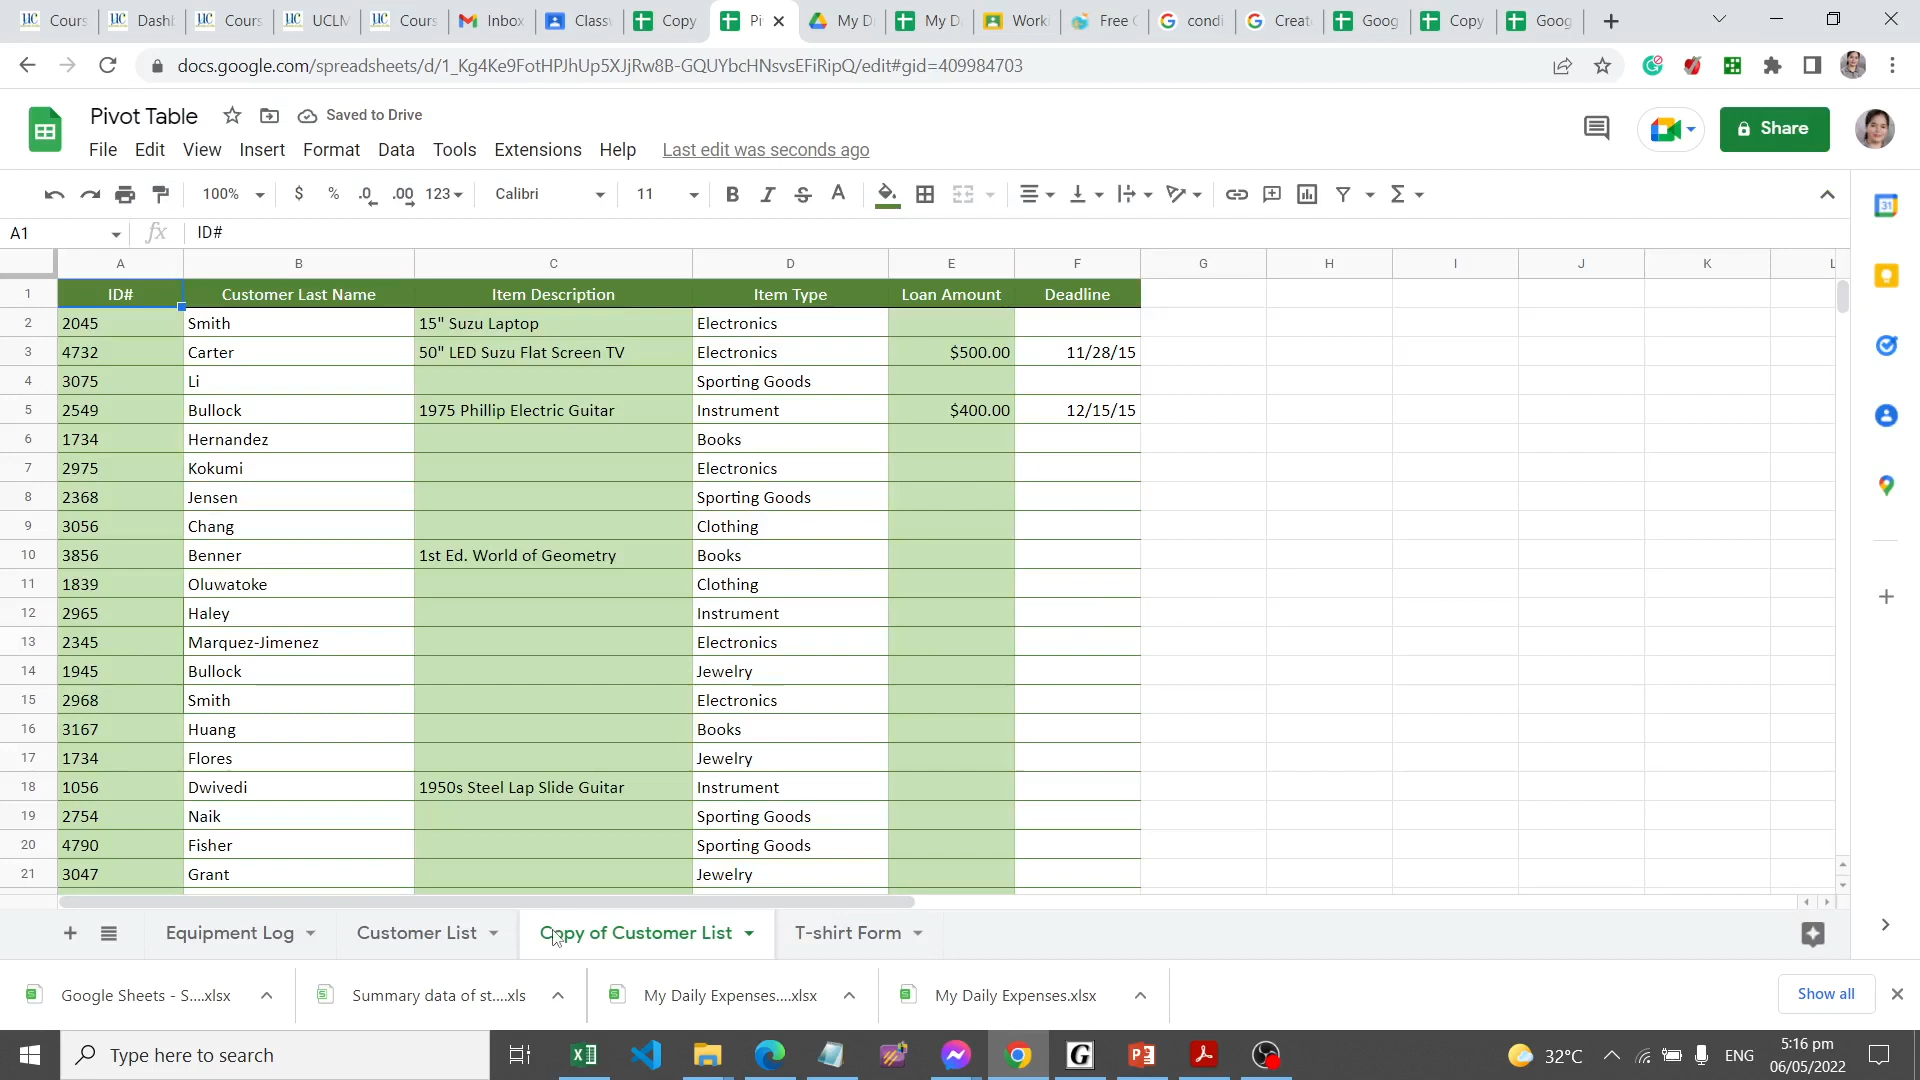 Cours Dashb Cours UCLM Cours Inbox Classw Copy Pi My D My D Work Free C condi Creat Goog Copy Goog
docs.google.com/spreadsheets/d/1_Kg4Ke9FotHPJhUp5XJjRw8B-GQUYbcHNsvsEFiRipQ/edit#gid=409984703
Pivot Table Saved to Drive
File Edit View Insert Format Data Tools Extensions Help Last edit was seconds ago
Share
100% $ % .0 .00 123 Calibri 11 B I S A
A1 fx ID#
A B C D E F G H I J K L
1 ID# Customer Last Name Item Description Item Type Loan Amount Deadline
2 2045 Smith 15" Suzu Laptop Electronics
3 4732 Carter 50" LED Suzu Flat Screen TV Electronics $500.00 11/28/15
4 3075 Li Sporting Goods
5 2549 Bullock 1975 Phillip Electric Guitar Instrument $400.00 12/15/15
6 1734 Hernandez Books
7 2975 Kokumi Electronics
8 2368 Jensen Sporting Goods
9 3056 Chang Clothing
10 3856 Benner 1st Ed. World of Geometry Books
11 1839 Oluwatoke Clothing
12 2965 Haley Instrument
13 2345 Marquez-Jimenez Electronics
14 1945 Bullock Jewelry
15 2968 Smith Electronics
16 3167 Huang Books
17 1734 Flores Jewelry
18 1056 Dwivedi 1950s Steel Lap Slide Guitar Instrument
19 2754 Naik Sporting Goods
20 4790 Fisher Sporting Goods
21 3047 Grant Jewelry
Equipment Log Customer List Copy of Customer List T-shirt Form
Google Sheets - S....xlsx Summary data of st....xls My Daily Expenses....xlsx My Daily Expenses.xlsx Show all
Type here to search 32°C ENG 5:16 pm
06/05/2022